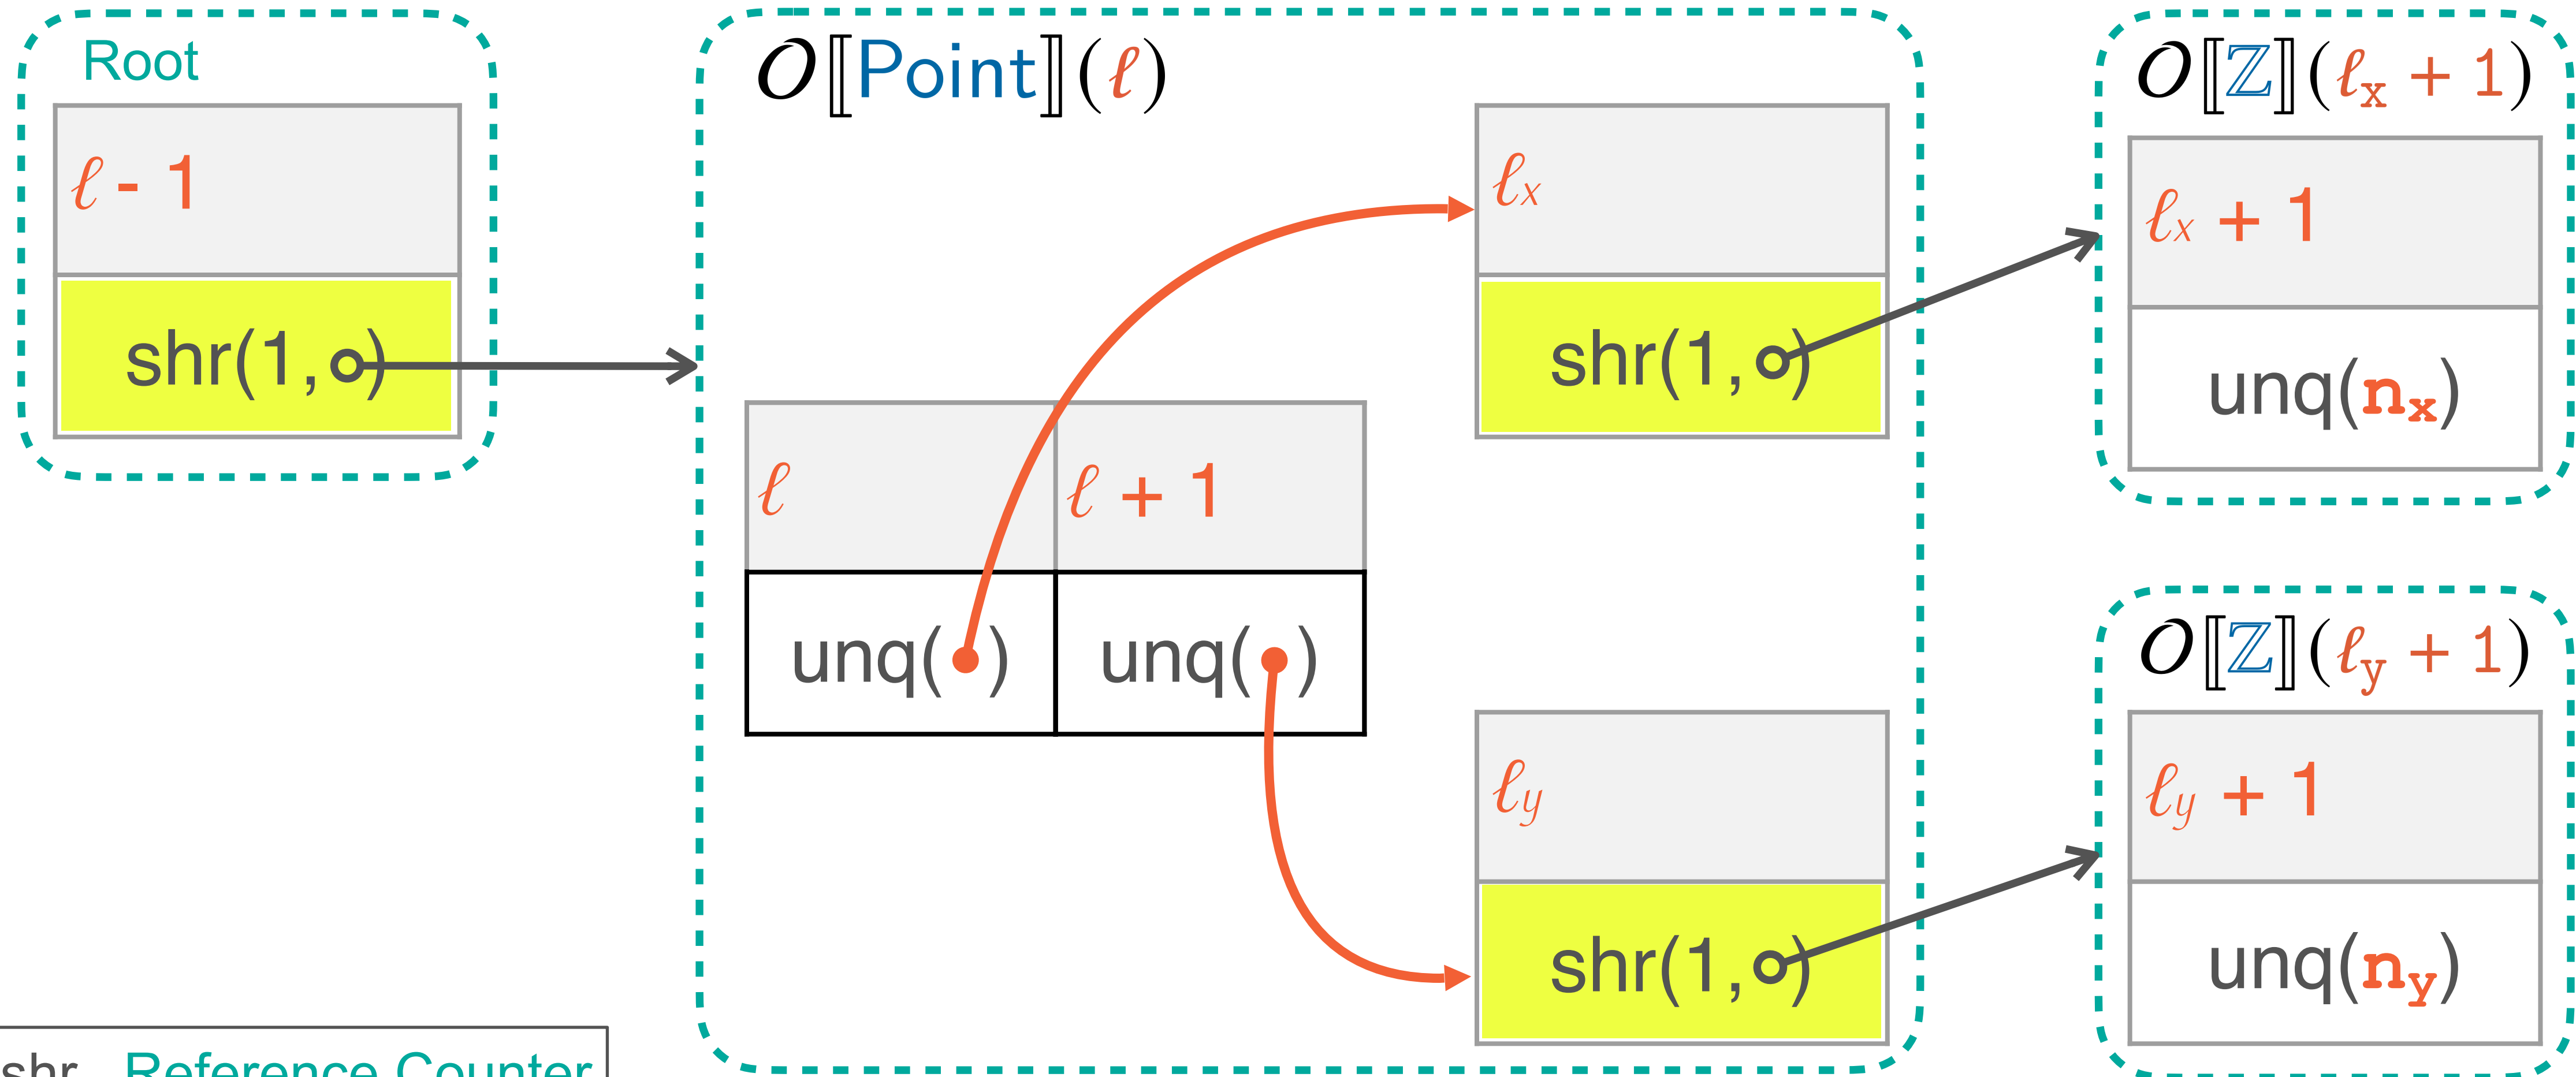 Root
ℓ - 1
shr(1, )
𝒪⟦Point⟧(ℓ)
ℓ
ℓ + 1
unq( )
unq( )
ℓx
shr(1, )
ℓy
shr(1, )
𝒪⟦ℤ⟧(ℓx + 1)
ℓx + 1
unq(nx)
𝒪⟦ℤ⟧(ℓy + 1)
ℓy + 1
unq(ny)
shr Reference Counter